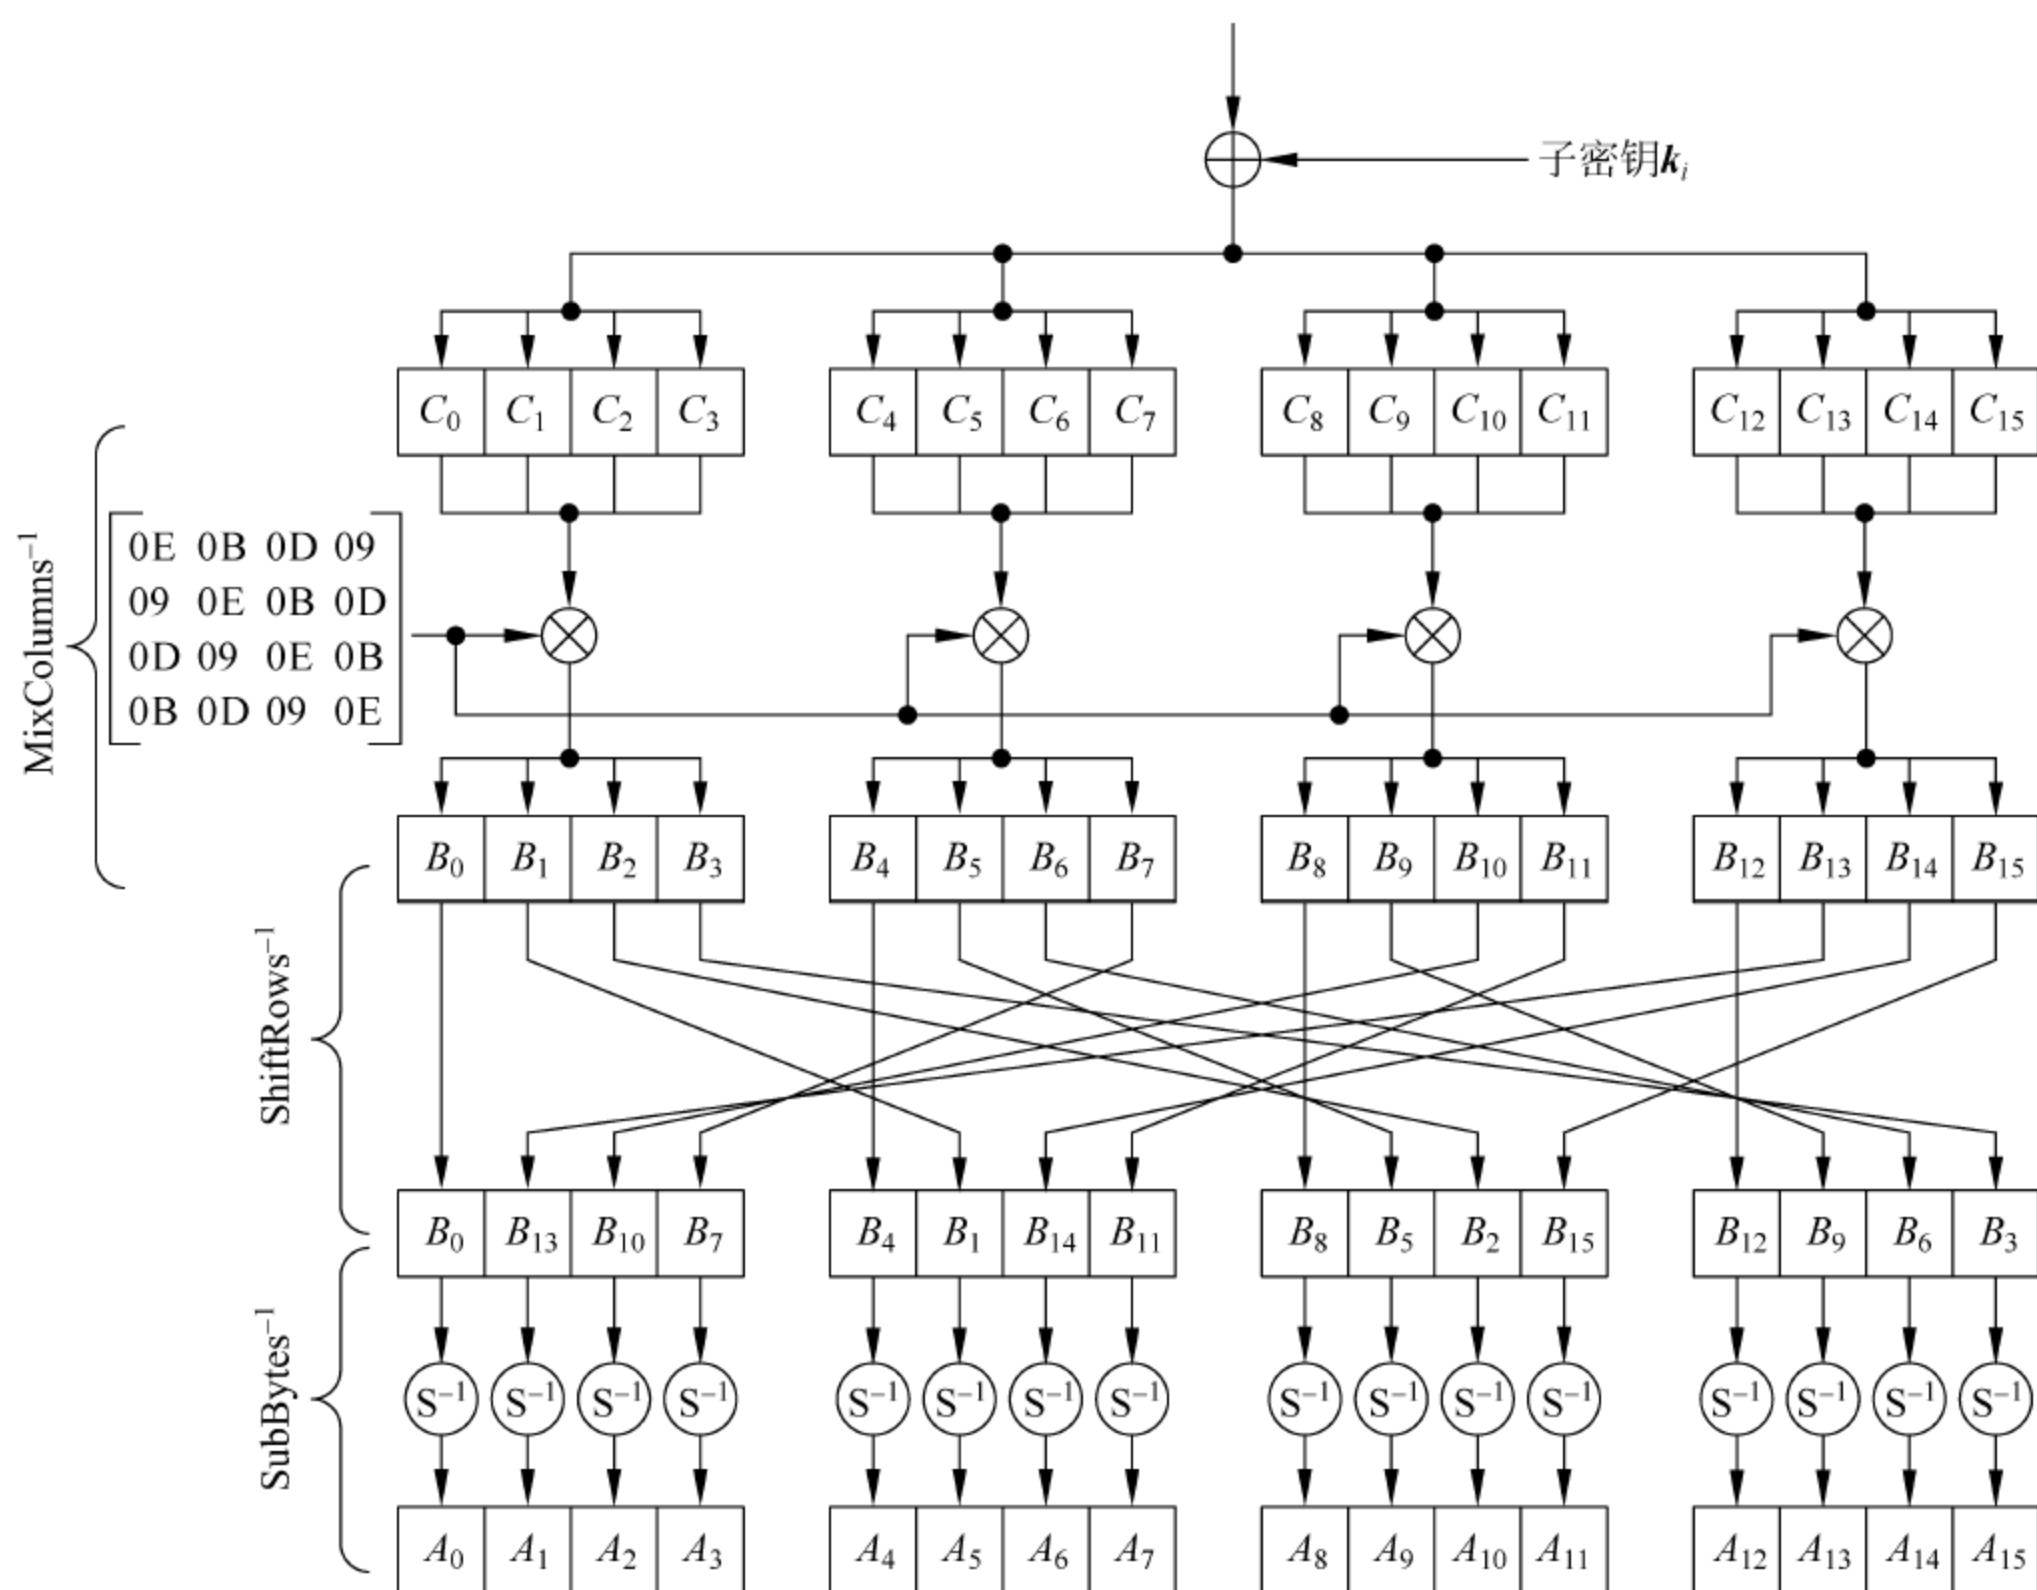 子密钥kᵢ
C₀ C₁ C₂ C₃ C₄ C₅ C₆ C₇ C₈ C₉ C₁₀ C₁₁ C₁₂ C₁₃ C₁₄ C₁₅
MixColumns⁻¹
0E 0B 0D 09
09 0E 0B 0D
0D 09 0E 0B
0B 0D 09 0E
B₀ B₁ B₂ B₃ B₄ B₅ B₆ B₇ B₈ B₉ B₁₀ B₁₁ B₁₂ B₁₃ B₁₄ B₁₅
ShiftRows⁻¹
B₀ B₁₃ B₁₀ B₇ B₄ B₁ B₁₄ B₁₁ B₈ B₅ B₂ B₁₅ B₁₂ B₉ B₆ B₃
SubBytes⁻¹
S⁻¹ S⁻¹ S⁻¹ S⁻¹ S⁻¹ S⁻¹ S⁻¹ S⁻¹ S⁻¹ S⁻¹ S⁻¹ S⁻¹ S⁻¹ S⁻¹ S⁻¹ S⁻¹
A₀ A₁ A₂ A₃ A₄ A₅ A₆ A₇ A₈ A₉ A₁₀ A₁₁ A₁₂ A₁₃ A₁₄ A₁₅